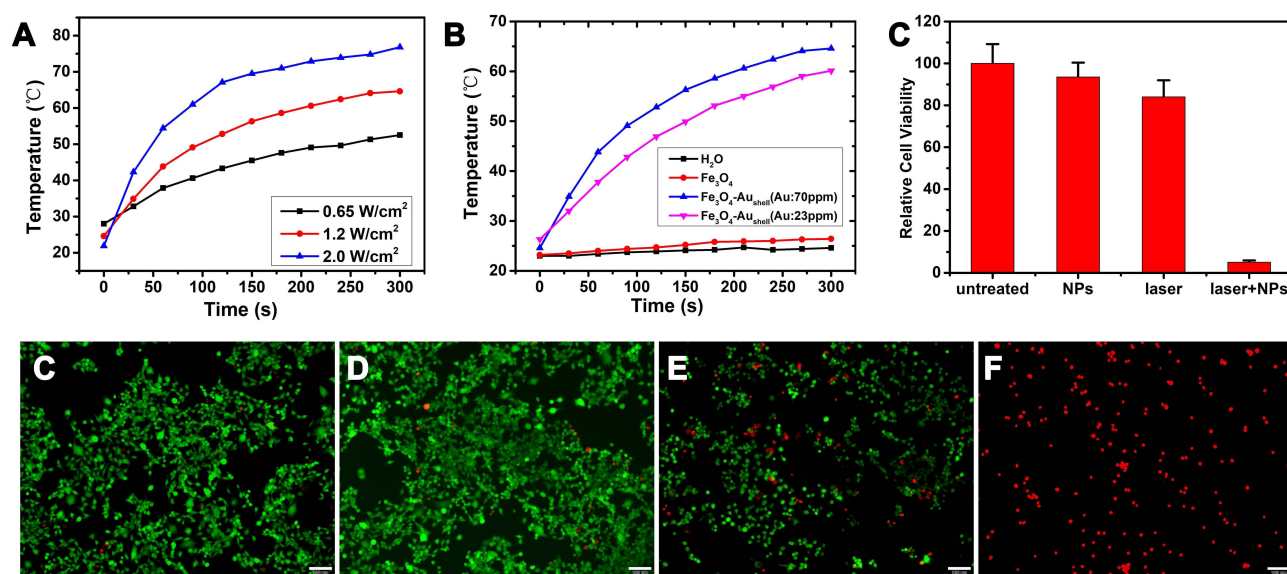 A
Temperature (℃)
80
70
60
50
40
30
20
0 50 100 150 200 250 300
Time (s)
0.65 W/cm²
1.2 W/cm²
2.0 W/cm²
B
Temperature (℃)
70
60
50
40
30
20
0 50 100 150 200 250 300
Time (s)
H₂O
Fe₃O₄
Fe₃O₄-Au_shell(Au:70ppm)
Fe₃O₄-Au_shell(Au:23ppm)
C
Relative Cell Viability
120
100
80
60
40
20
0
untreated NPs laser laser+NPs
C
D
E
F